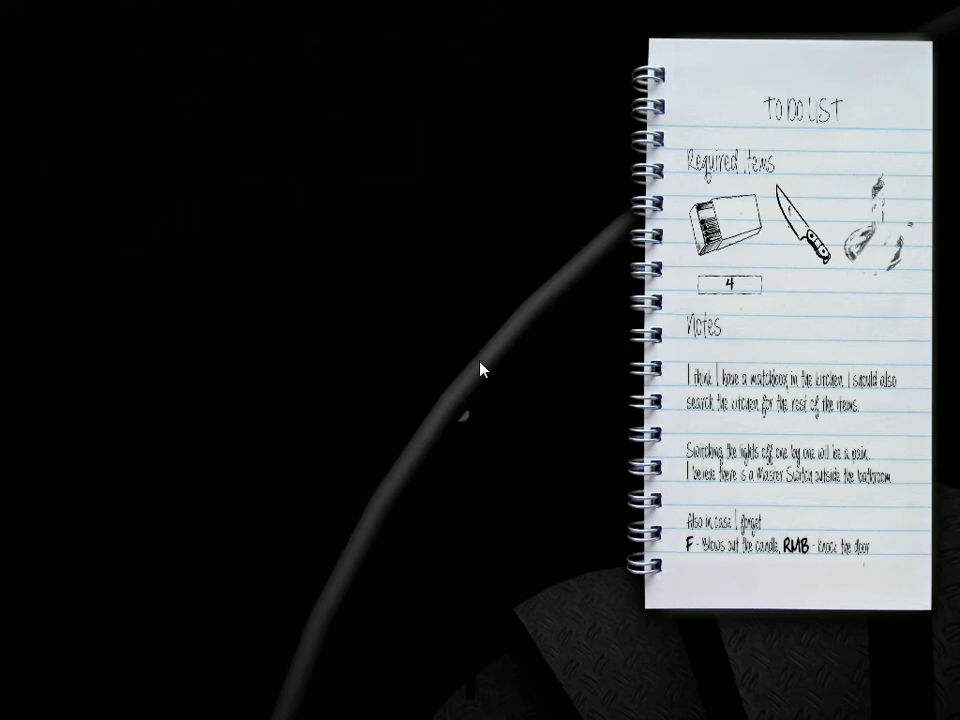 TO DO LIST
Required Items
4
Notes
I think I have a matchbox in the kitchen. I should also
search the kitchen for the rest of the items.
Switching the lights off one by one will be a pain.
I beleve there is a Master Switch outside the bathroom
Also in case I forget
F - Blows out the candle, RMB - Knock the door